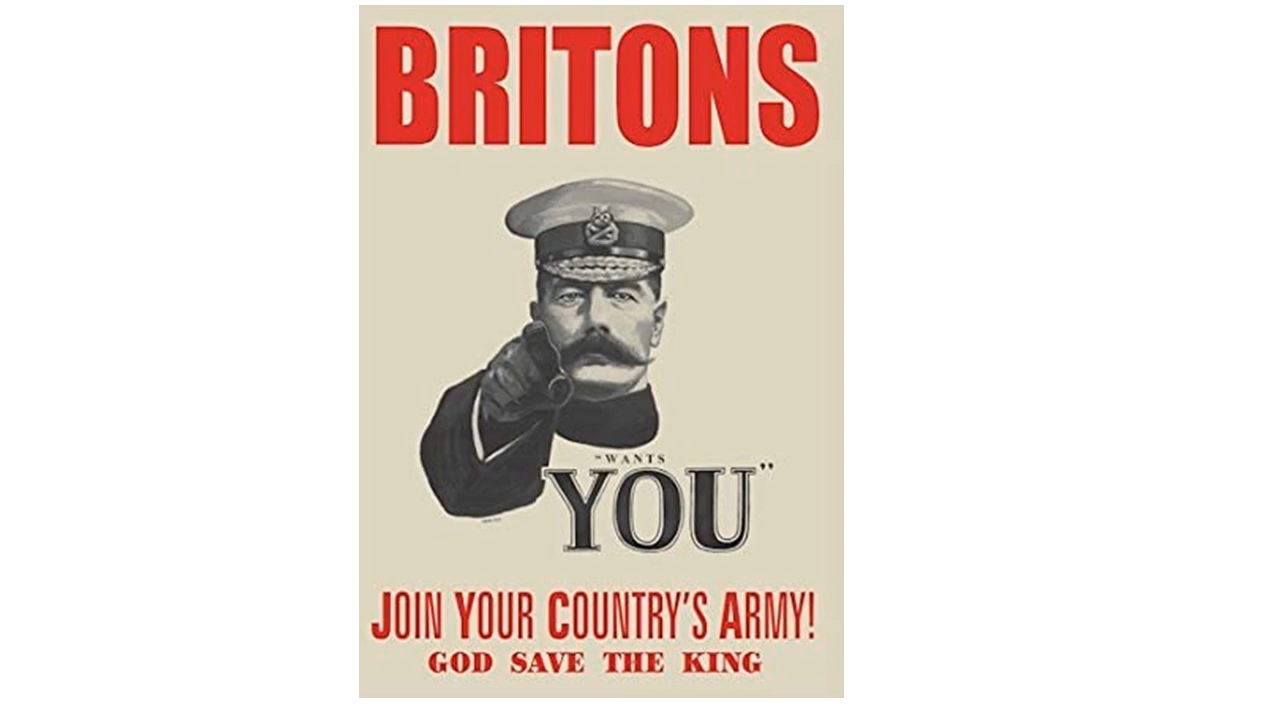 BRITONS
"WANTS
YOU"
JOIN YOUR COUNTRY'S ARMY!
GOD SAVE THE KING